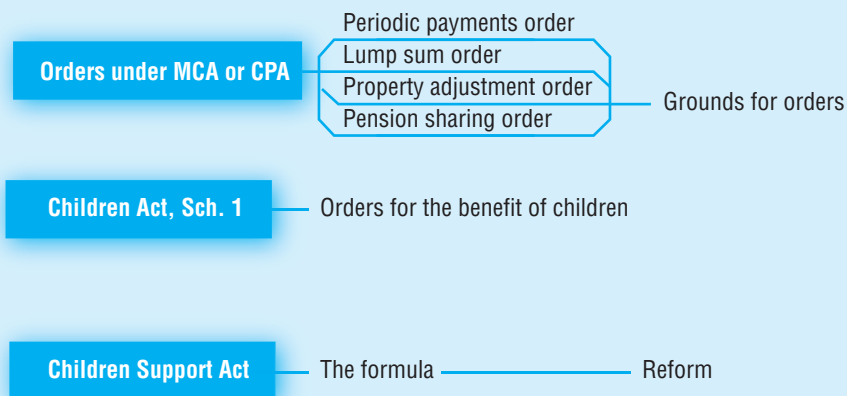 Periodic payments order
Orders under MCA or CPA
Lump sum order
Property adjustment order
Grounds for orders
Pension sharing order
Children Act, Sch. 1
Orders for the benefit of children
Children Support Act
The formula
Reform